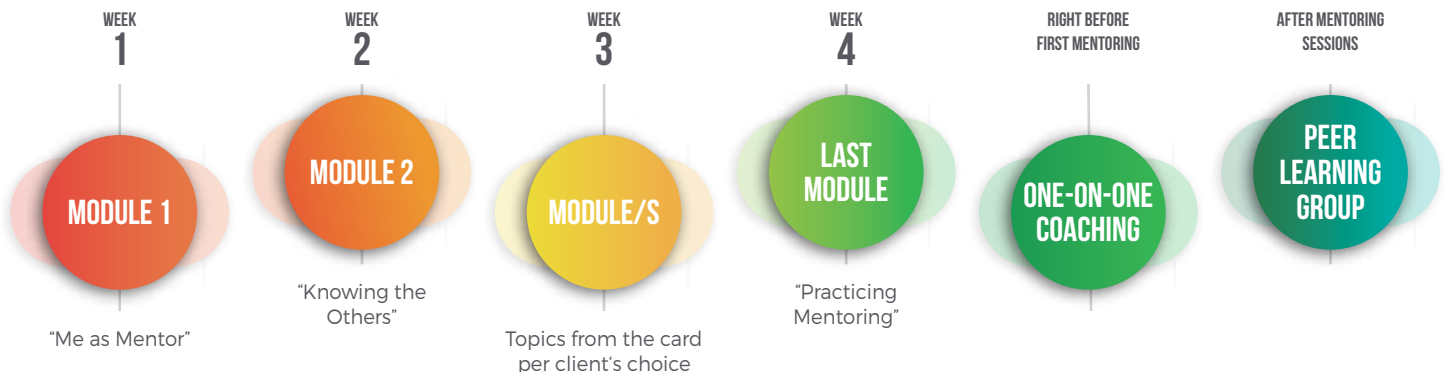 WEEK
1
MODULE 1
“Me as Mentor”
WEEK
2
MODULE 2
“Knowing the
Others”
WEEK
3
MODULE/S
Topics from the card
per client‘s choice
WEEK
4
LAST
MODULE
“Practicing
Mentoring”
RIGHT BEFORE
FIRST MENTORING
ONE-ON-ONE
COACHING
AFTER MENTORING
SESSIONS
PEER
LEARNING
GROUP